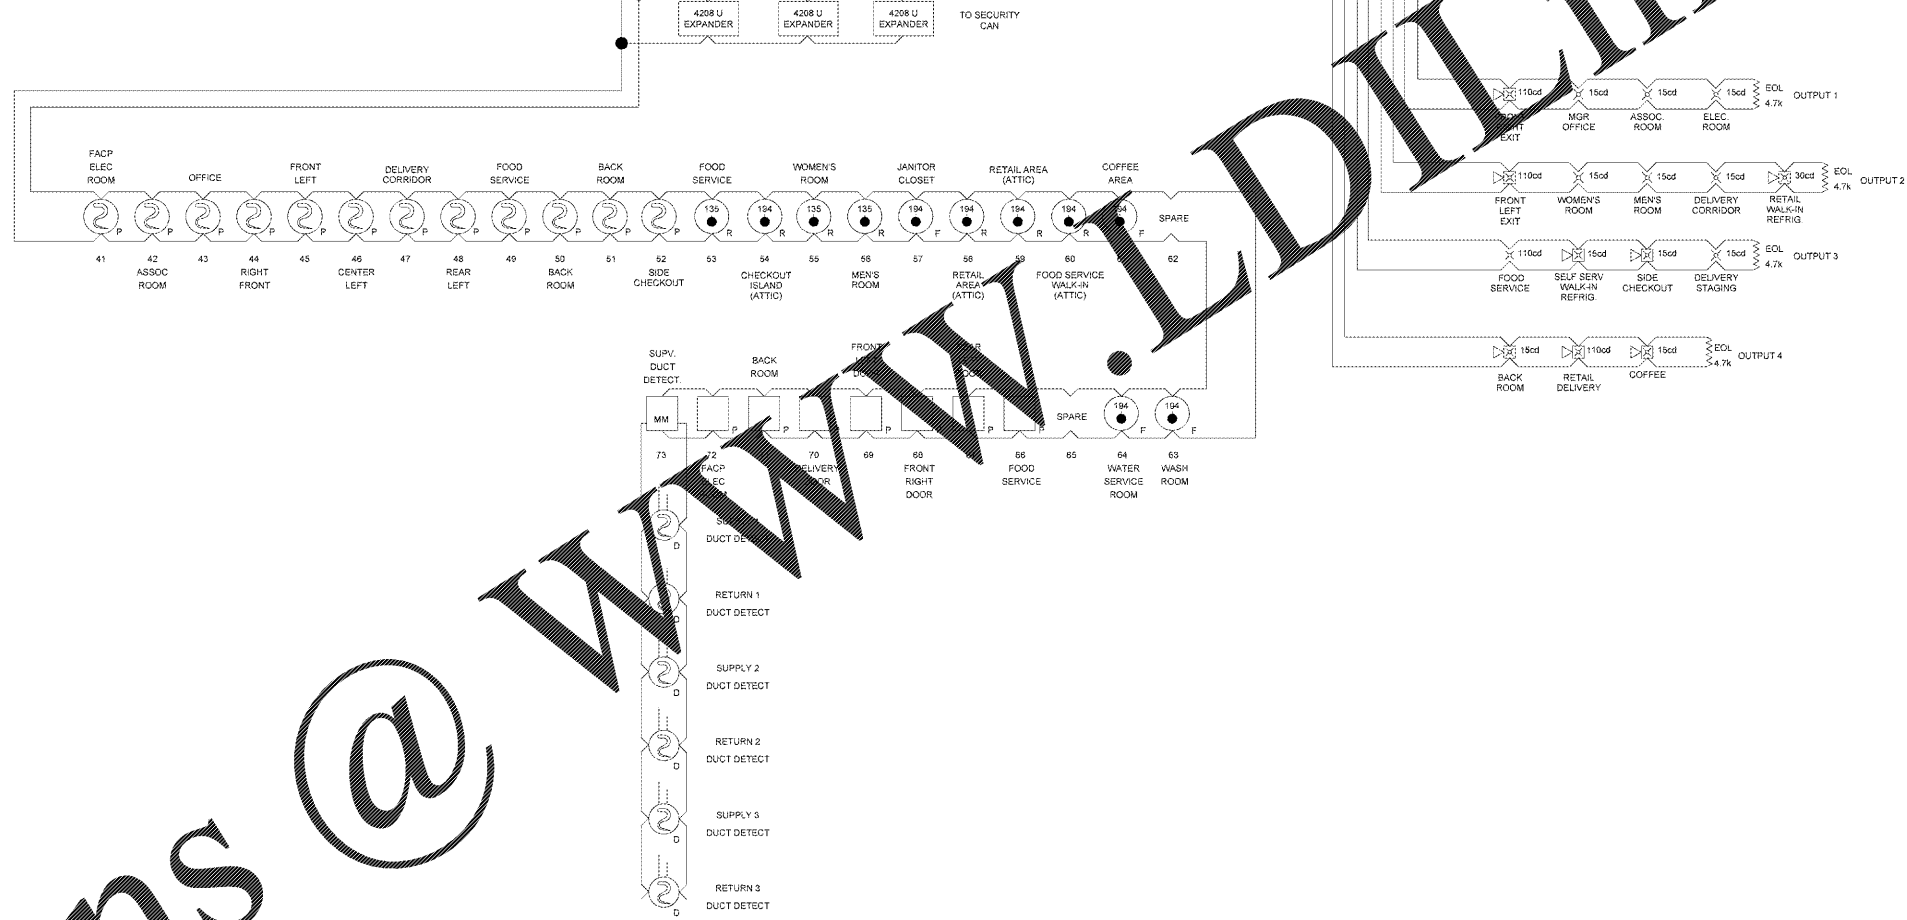 4208 U
EXPANDER
4208 U
EXPANDER
4208 U
EXPANDER
TO SECURITY
CAN
FACP
ELEC
ROOM
OFFICE
FRONT
LEFT
DELIVERY
CORRIDOR
FOOD
SERVICE
BACK
ROOM
FOOD
SERVICE
WOMEN'S
ROOM
JANITOR
CLOSET
RETAIL AREA
(ATTIC)
COFFEE
AREA
135 194 135 135 194 194 194 194
SPARE
P P P P P P P P P P P P R R R R F R R R F
41 42 43 44 45 46 47 48 49 50 51 52 53 54 55 56 57 58 59 60 62
ASSOC
ROOM
RIGHT
FRONT
CENTER
LEFT
REAR
LEFT
BACK
ROOM
SIDE
CHECKOUT
CHECKOUT
ISLAND
(ATTIC)
MEN'S
ROOM
RETAIL
AREA
(ATTIC)
FOOD SERVICE
WALK-IN
(ATTIC)
SUPV.
DUCT
DETECT.
BACK
ROOM
FRONT
MM
SPARE
194 194
P P P P P F F
73 72 70 69 68 66 65 64 63
FACP
ELEC
DELIVERY
DOOR
FRONT
RIGHT
DOOR
FOOD
SERVICE
WATER
SERVICE
ROOM
WASH
ROOM
D
DUCT
RETURN 1
DUCT DETECT
SUPPLY 2
D
DUCT DETECT
RETURN 2
D
DUCT DETECT
SUPPLY 3
D
DUCT DETECT
RETURN 3
D
DUCT DETECT
110cd 15cd 15cd 15cd
EOL
4.7k
OUTPUT 1
EXIT
MGR
OFFICE
ASSOC.
ROOM
ELEC.
ROOM
110cd 15cd 15cd 15cd 30cd
EOL
4.7k
OUTPUT 2
FRONT
LEFT
EXIT
WOMEN'S
ROOM
MEN'S
ROOM
DELIVERY
CORRIDOR
RETAIL
WALK-IN
REFRIG.
110cd 15cd 15cd 15cd
EOL
4.7k
OUTPUT 3
FOOD
SERVICE
SELF SERV
WALK-IN
REFRIG.
SIDE
CHECKOUT
DELIVERY
STAGING
15cd 110cd 15cd
EOL
4.7k
OUTPUT 4
BACK
ROOM
RETAIL
DELIVERY
COFFEE
ns @ WWW.LDILIN